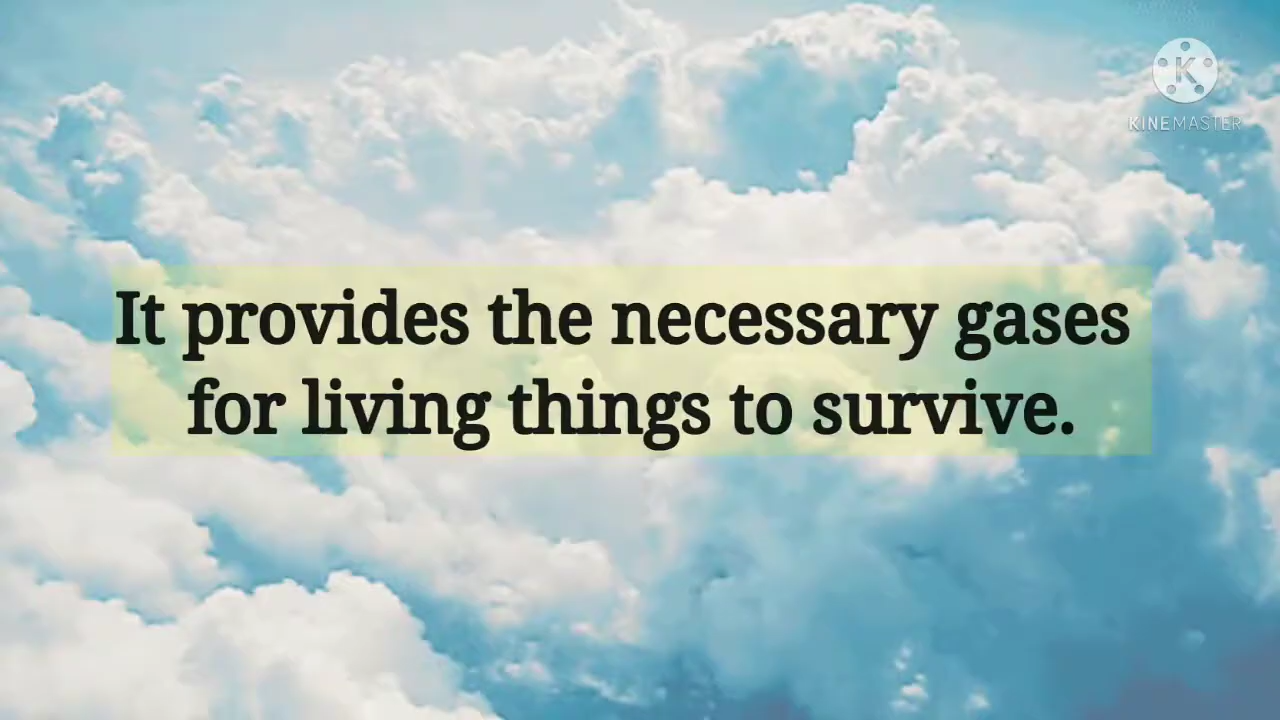 K
KINEMASTER
It provides the necessary gases
for living things to survive.